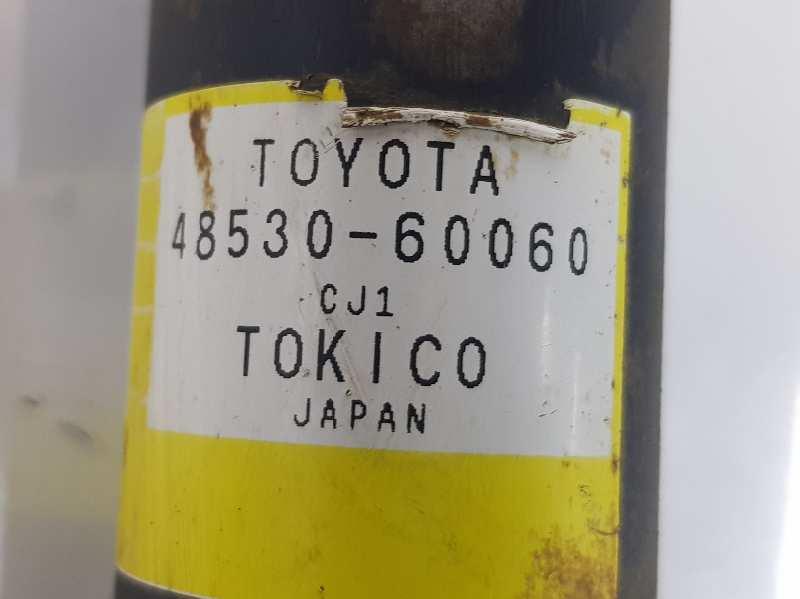 TOYOTA
48530-60060
CJ1
TOKICO
JAPAN